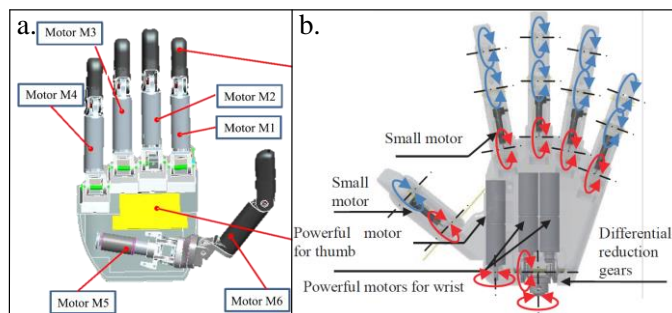 a.
Motor M3
Motor M4
Motor M2
Motor M1
Motor M5
Motor M6
b.
Small motor
Small
motor
Powerful motor
for thumb
Differential
reduction
gears
Powerful motors for wrist